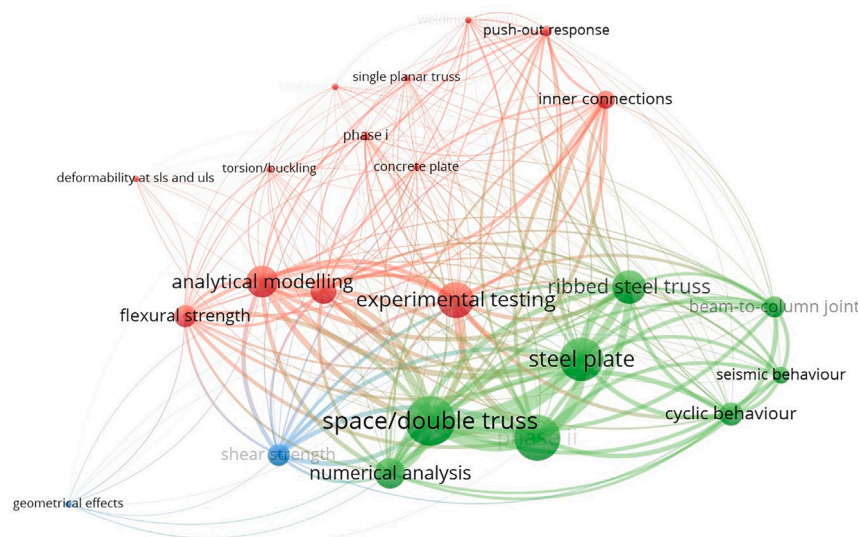 push-out response
single planar truss
inner connections
phase i
torsion/buckling
concrete plate
deformability at sls and uls
analytical modelling
experimental testing
ribbed steel truss
flexural strength
beam-to-column joint
steel plate
seismic behaviour
space/double truss
cyclic behaviour
phase ii
shear strength
numerical analysis
geometrical effects